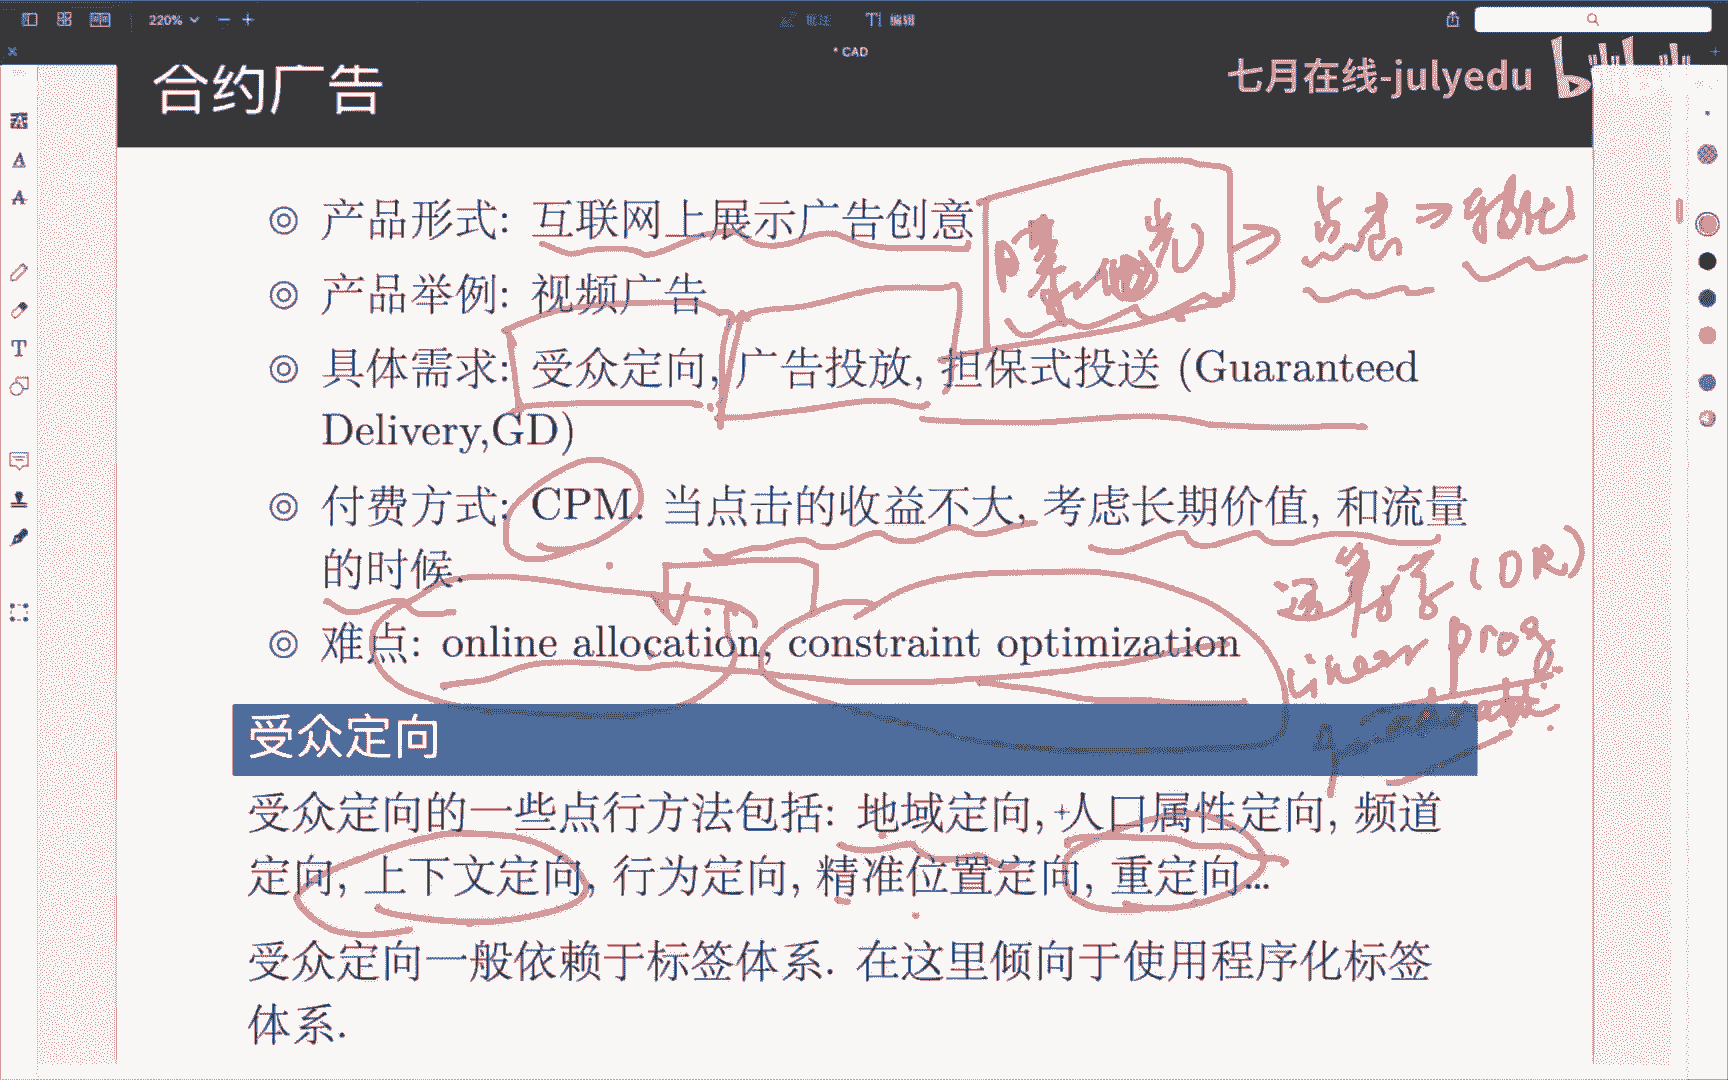 220%
批注
编辑
CAD
合约广告
七月在线-julyedu
产品形式: 互联网上展示广告创意
曝光 → 点击 → 转化
产品举例: 视频广告
具体需求: 受众定向, 广告投放, 担保式投送 (Guaranteed
Delivery,GD)
付费方式: CPM. 当点击的收益不大, 考虑长期价值, 和流量
的时候.
运筹学 (OR)
难点: online allocation, constraint optimization
linear prog.
受众定向
受众定向的一些点行方法包括: 地域定向, 人口属性定向, 频道
定向, 上下文定向, 行为定向, 精准位置定向, 重定向...
受众定向一般依赖于标签体系. 在这里倾向于使用程序化标签
体系.